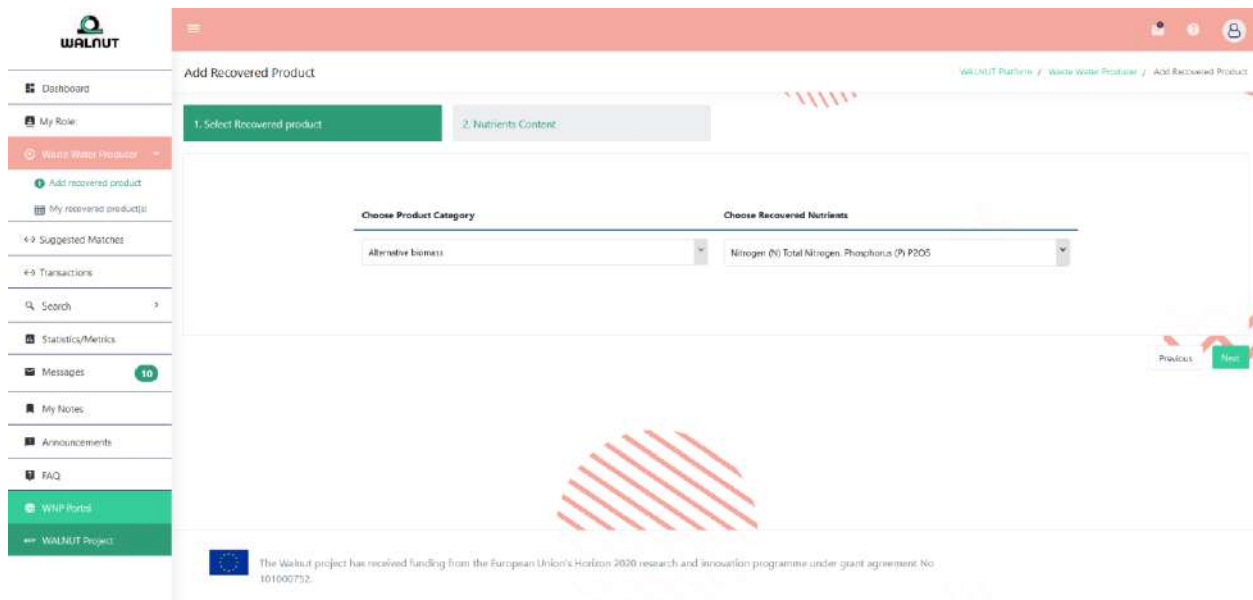 WALNUT
Add Recovered Product
WALNUT Platform / Waste Water Producer / Add Recovered Product
Dashboard
My Role:
Waste Water Producer
Add recovered product
My recovered product(s)
Suggested Matches
Transactions
Search
Statistics/Metrics
Messages 10
My Notes
Announcements
FAQ
WNP Portal
WALNUT Project
1. Select Recovered product
2. Nutrients Content
Choose Product Category
Choose Recovered Nutrients
Alternative biomass
Nitrogen (N) Total Nitrogen, Phosphorus (P) P2O5
Previous
Next
The Walnut project has received funding from the European Union's Horizon 2020 research and innovation programme under grant agreement No
101000752.